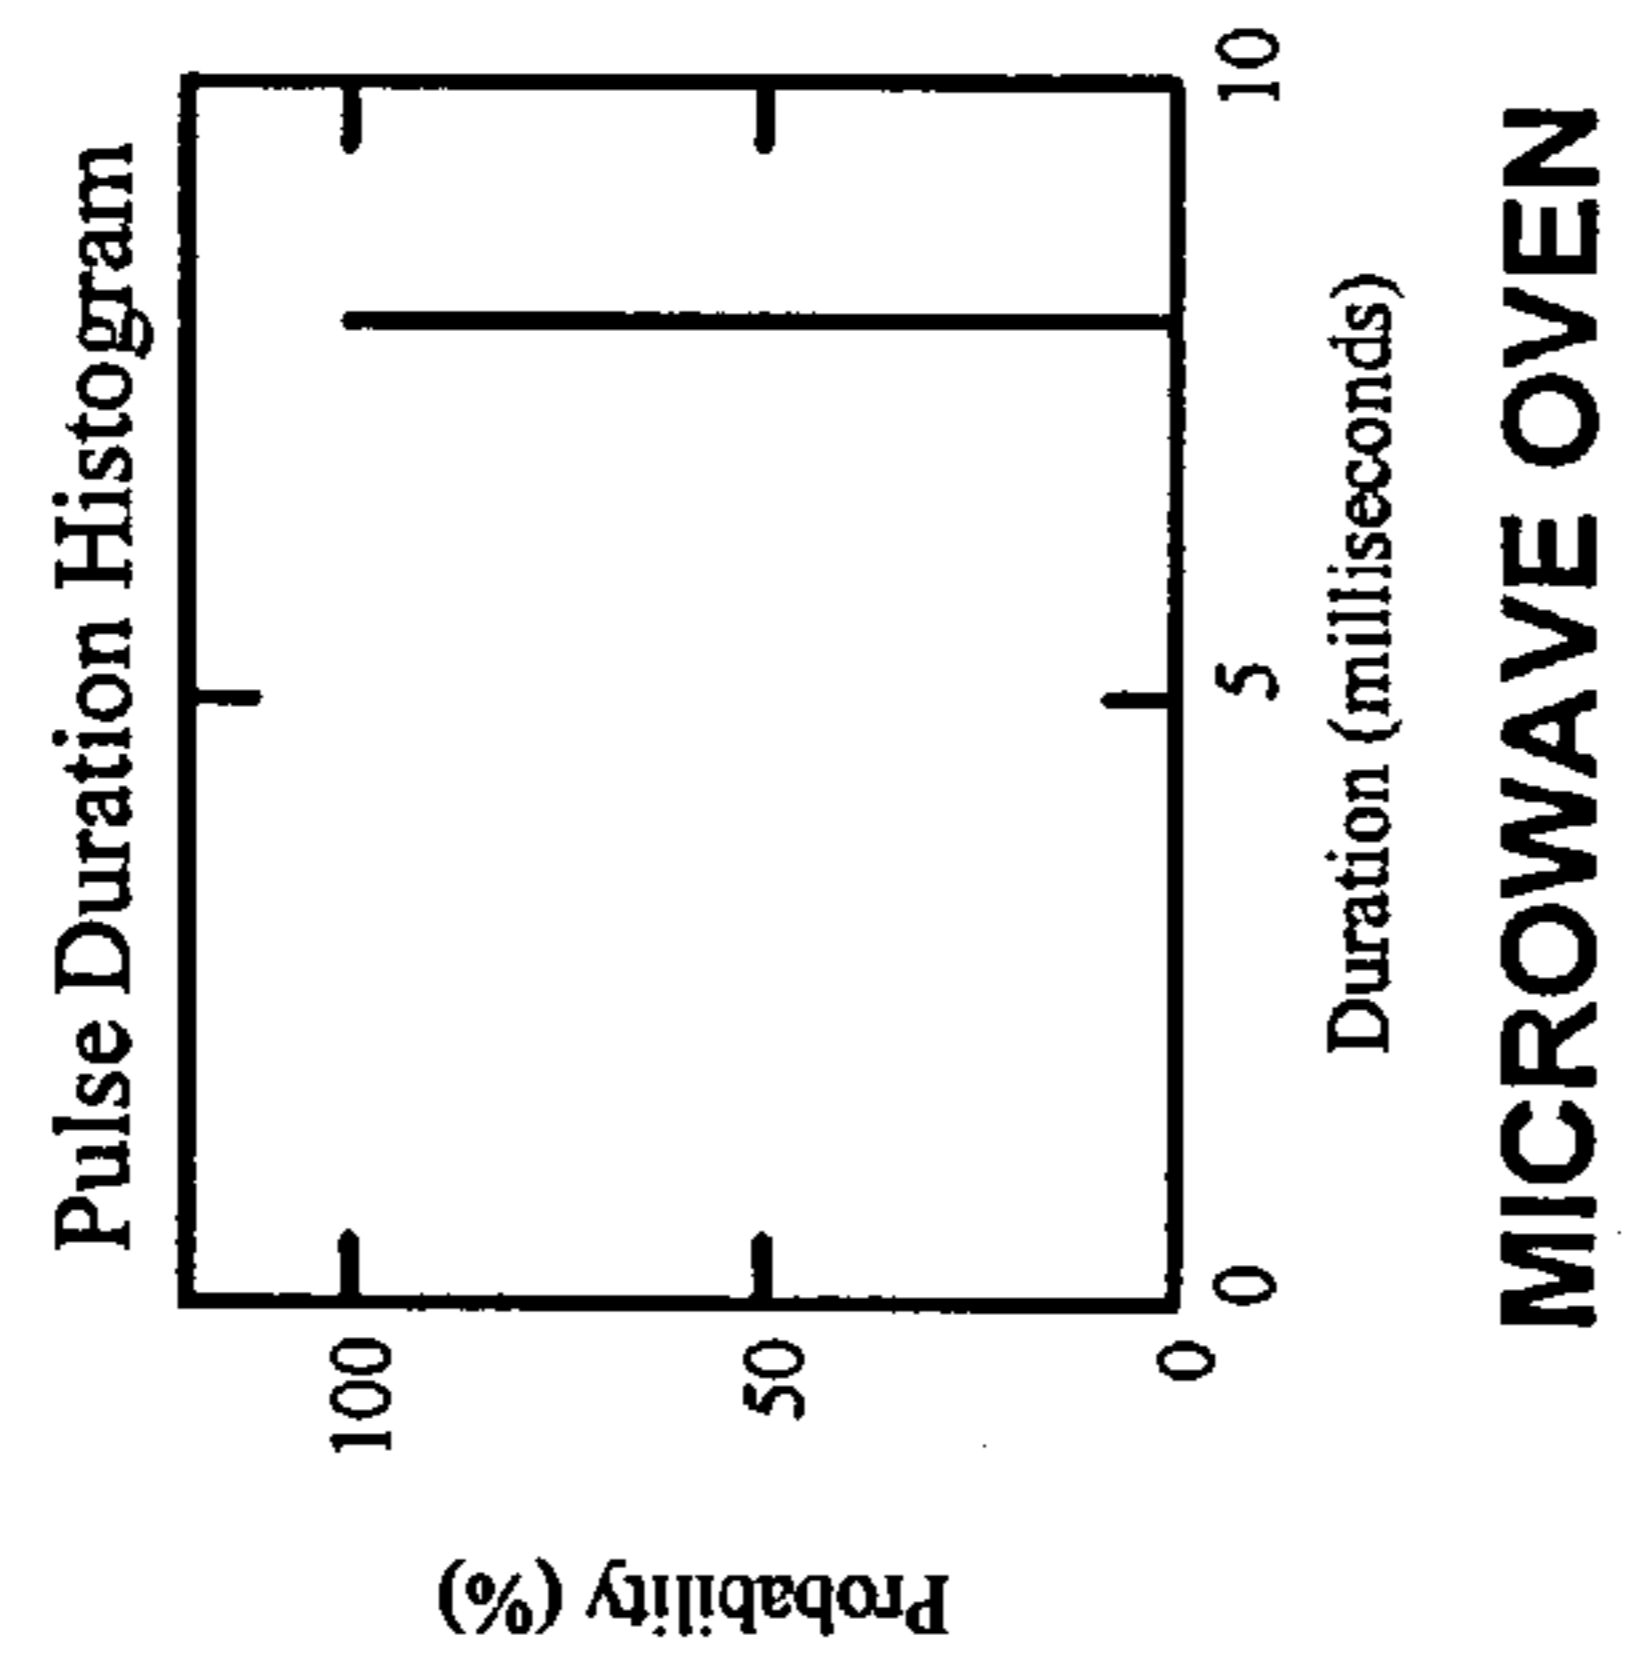 Pulse Duration Histogram
Probability (%)
100
50
0
0
5
10
Duration (milliseconds)
MICROWAVE OVEN